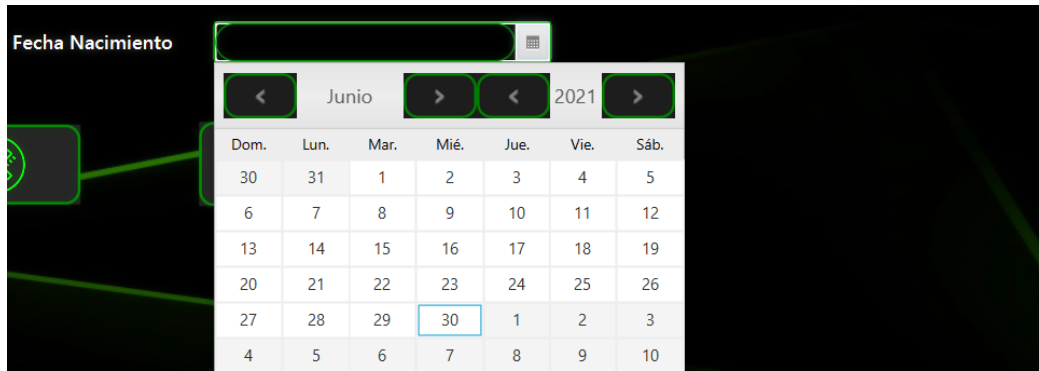 Fecha Nacimiento
< Junio > < 2021 >
Dom. Lun. Mar. Mié. Jue. Vie. Sáb.
30 31 1 2 3 4 5
6 7 8 9 10 11 12
13 14 15 16 17 18 19
20 21 22 23 24 25 26
27 28 29 30 1 2 3
4 5 6 7 8 9 10